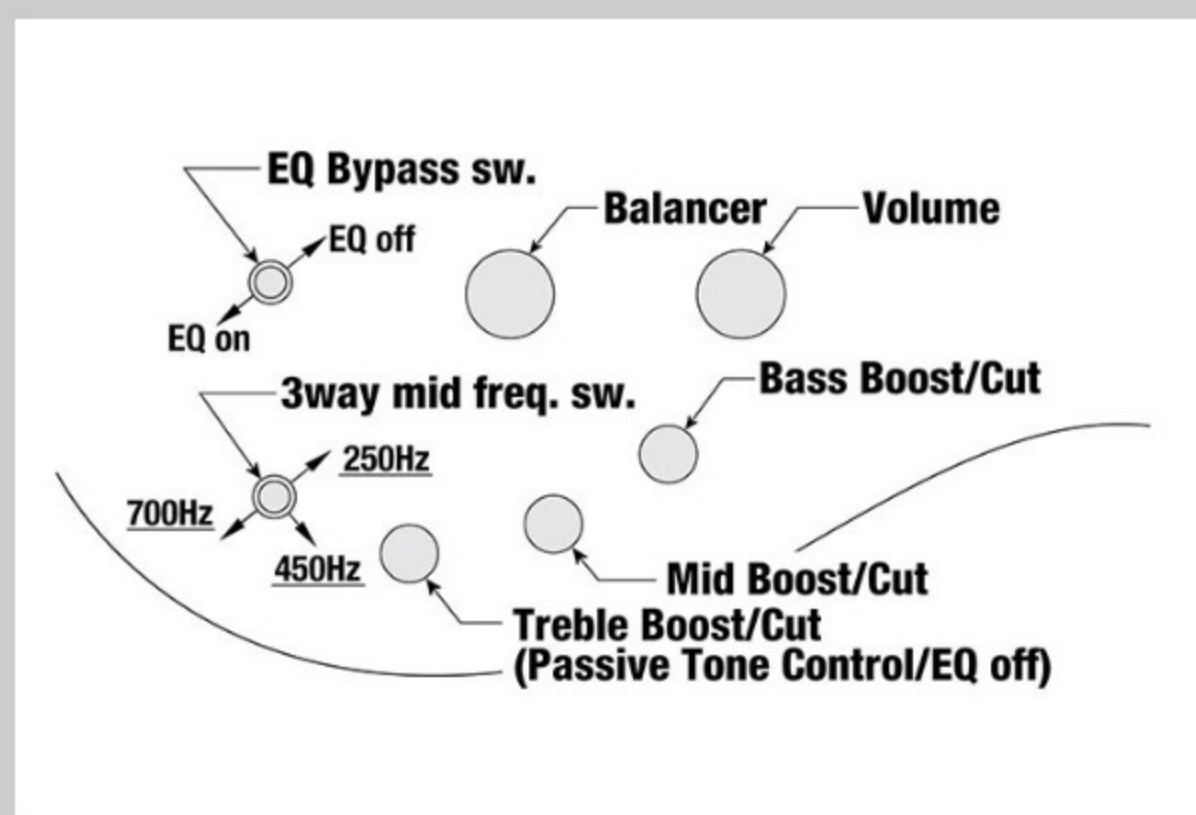 EQ Bypass sw.
EQ off
EQ on
Balancer
Volume
Bass Boost/Cut
3way mid freq. sw.
250Hz
700Hz
450Hz
Mid Boost/Cut
Treble Boost/Cut
(Passive Tone Control/EQ off)